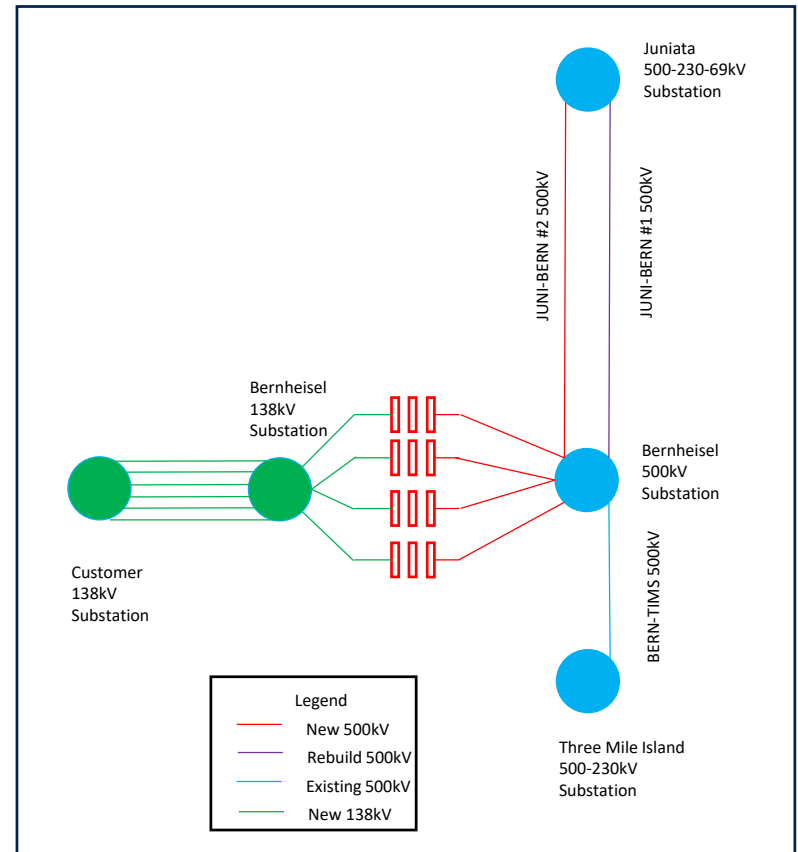 Juniata
500-230-69kV
Substation
JUNI-BERN #2 500kV
JUNI-BERN #1 500kV
Bernheisel
138kV
Substation
Bernheisel
500kV
Substation
Customer
138kV
Substation
BERN-TIMS 500kV
Three Mile Island
500-230kV
Substation
Legend
New 500kV
Rebuild 500kV
Existing 500kV
New 138kV